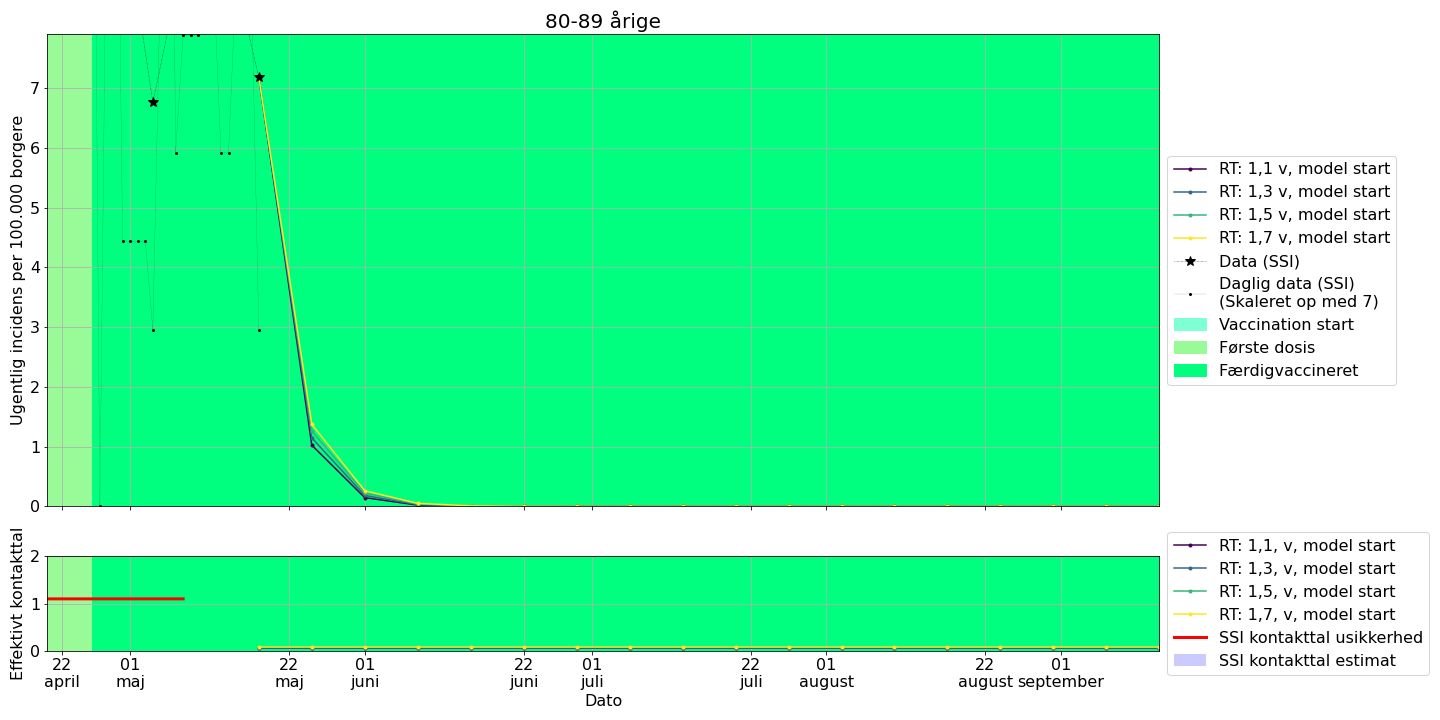 80-89 årige
Ugentlig incidens per 100.000 borgere
7
6
5
4
3
2
1
0
RT: 1,1 v, model start
RT: 1,3 v, model start
RT: 1,5 v, model start
RT: 1,7 v, model start
Data (SSI)
Daglig data (SSI)
(Skaleret op med 7)
Vaccination start
Første dosis
Færdigvaccineret
Effektivt kontakttal
2
1
0
22 01 22 01 22 01 22 01 22 01
april maj maj juni juni juli juli august august september
Dato
RT: 1,1, v, model start
RT: 1,3, v, model start
RT: 1,5, v, model start
RT: 1,7, v, model start
SSI kontakttal usikkerhed
SSI kontakttal estimat